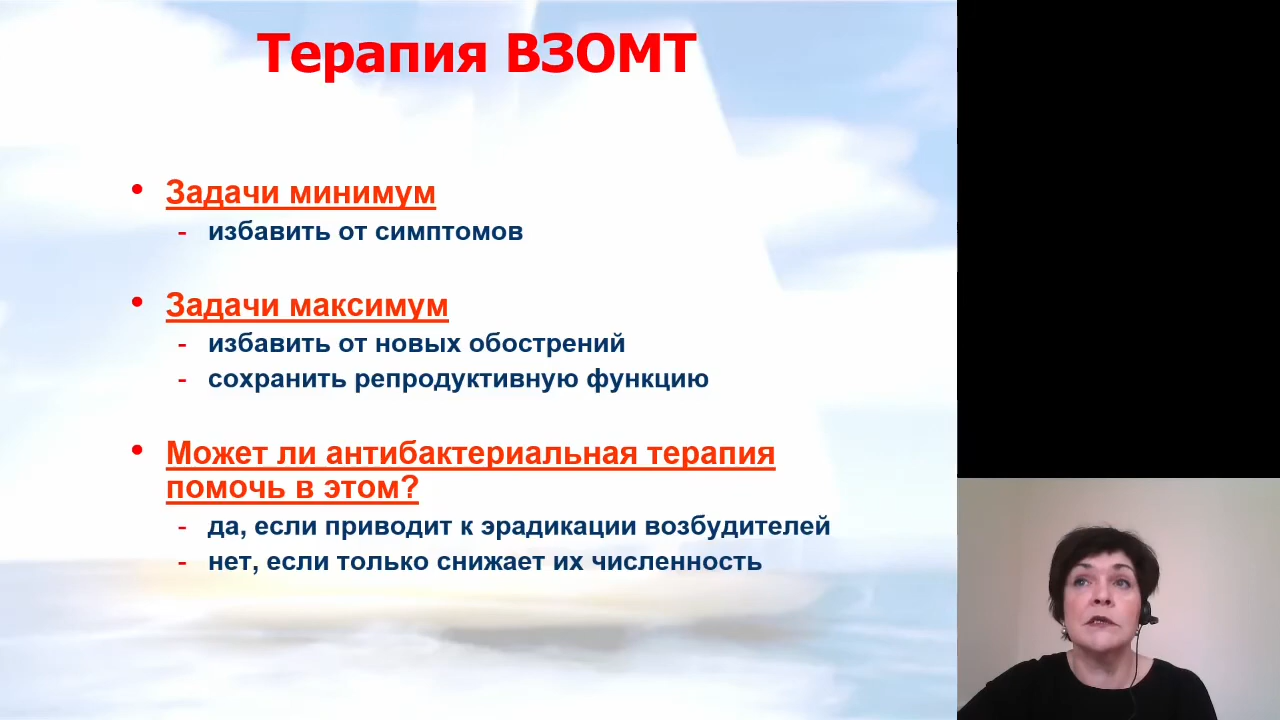 Терапия ВЗОМТ
• Задачи минимум
- избавить от симптомов
• Задачи максимум
- избавить от новых обострений
- сохранить репродуктивную функцию
• Может ли антибактериальная терапия
помочь в этом?
- да, если приводит к эрадикации возбудителей
- нет, если только снижает их численность